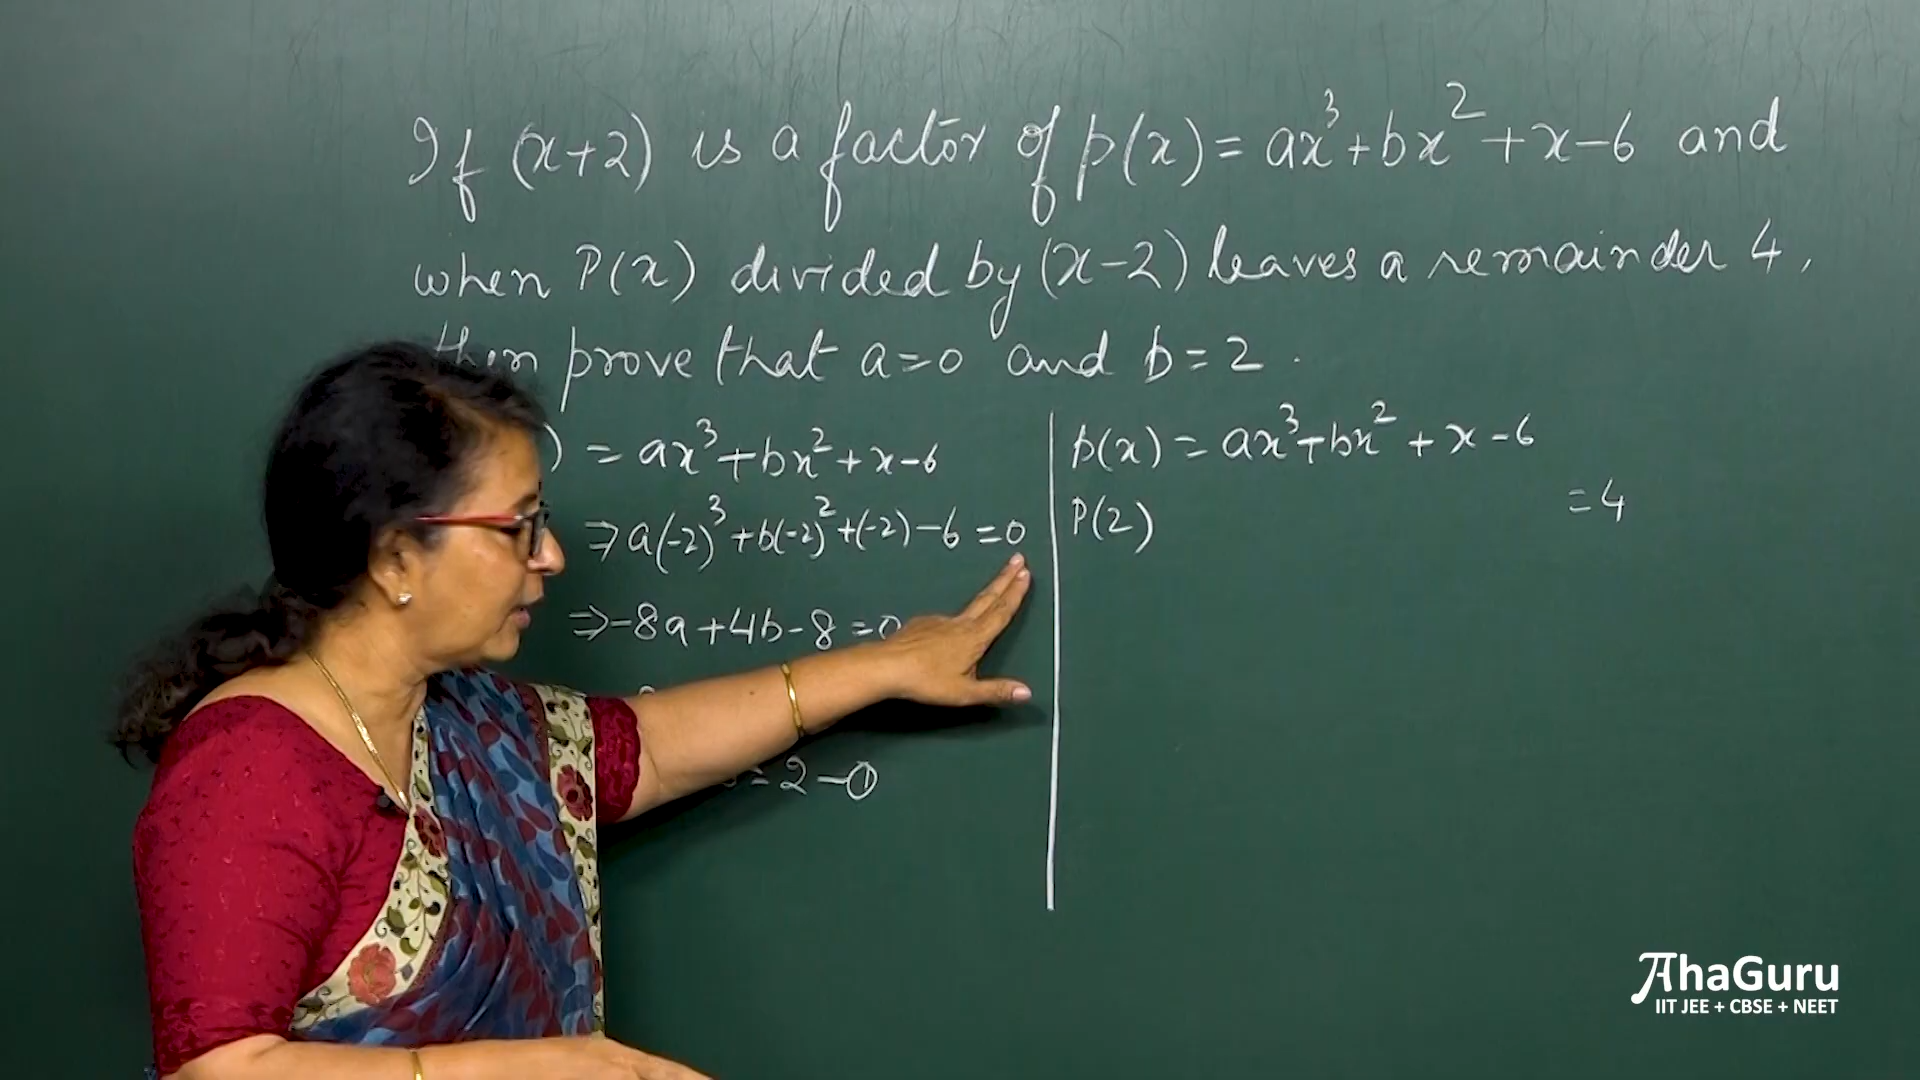 If (x+2) is a factor of p(x) = ax³+bx²+x-6 and
when P(x) divided by (x-2) leaves a remainder 4,
then prove that a=0 and b=2.
) = ax³+bx²+x-6
⇒ a(-2)³+b(-2)²+(-2)-6=0
⇒ -8a+4b-8=0
= 2 -①
p(x) = ax³+bx²+x-6
= 4
P(2)
AhaGuru
IIT JEE + CBSE + NEET